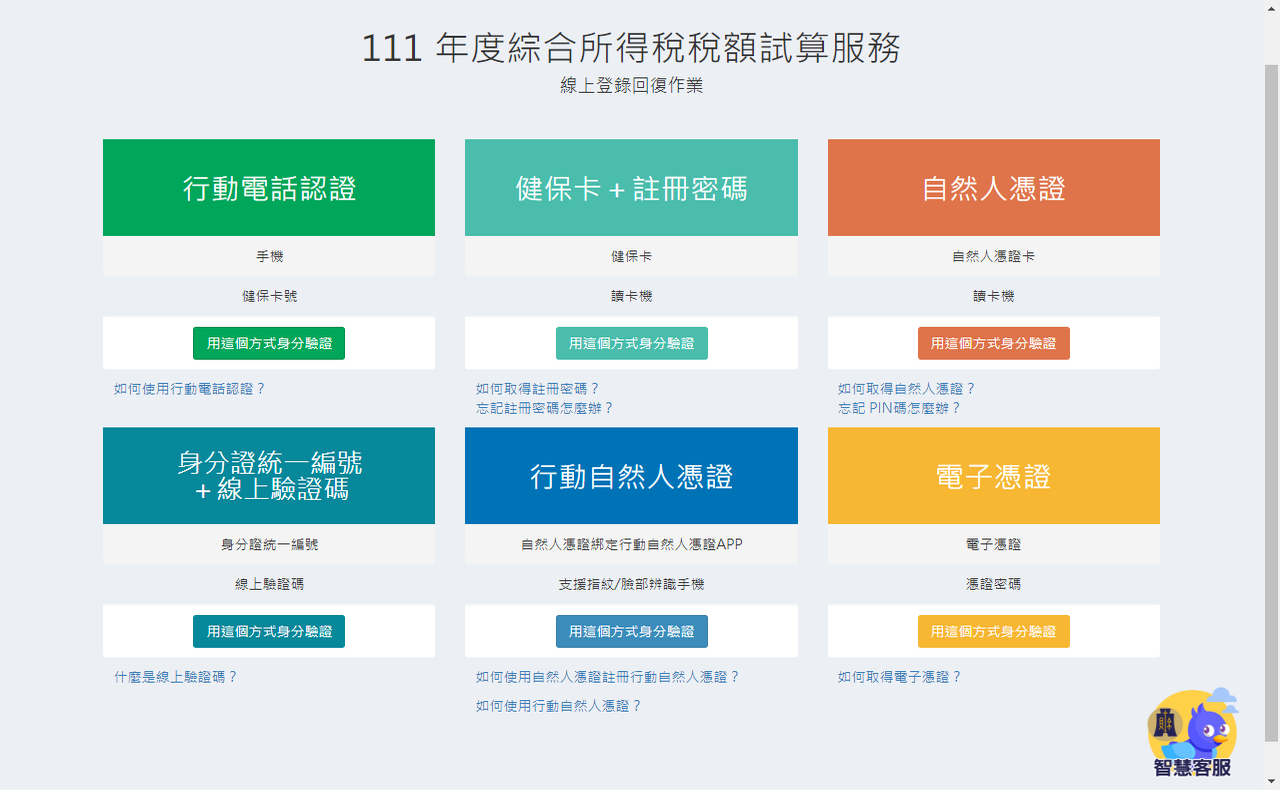 111 年度綜合所得稅稅額試算服務
線上登錄回復作業
行動電話認證
手機
健保卡號
用這個方式身分驗證
如何使用行動電話認證？
健保卡＋註冊密碼
健保卡
讀卡機
用這個方式身分驗證
如何取得註冊密碼？
忘記註冊密碼怎麼辦？
自然人憑證
自然人憑證卡
讀卡機
用這個方式身分驗證
如何取得自然人憑證？
忘記 PIN碼怎麼辦？
身分證統一編號
＋線上驗證碼
身分證統一編號
線上驗證碼
用這個方式身分驗證
什麼是線上驗證碼？
行動自然人憑證
自然人憑證綁定行動自然人憑證APP
支援指紋/臉部辨識手機
用這個方式身分驗證
如何使用自然人憑證註冊行動自然人憑證？
如何使用行動自然人憑證？
電子憑證
電子憑證
憑證密碼
用這個方式身分驗證
如何取得電子憑證？
智慧客服